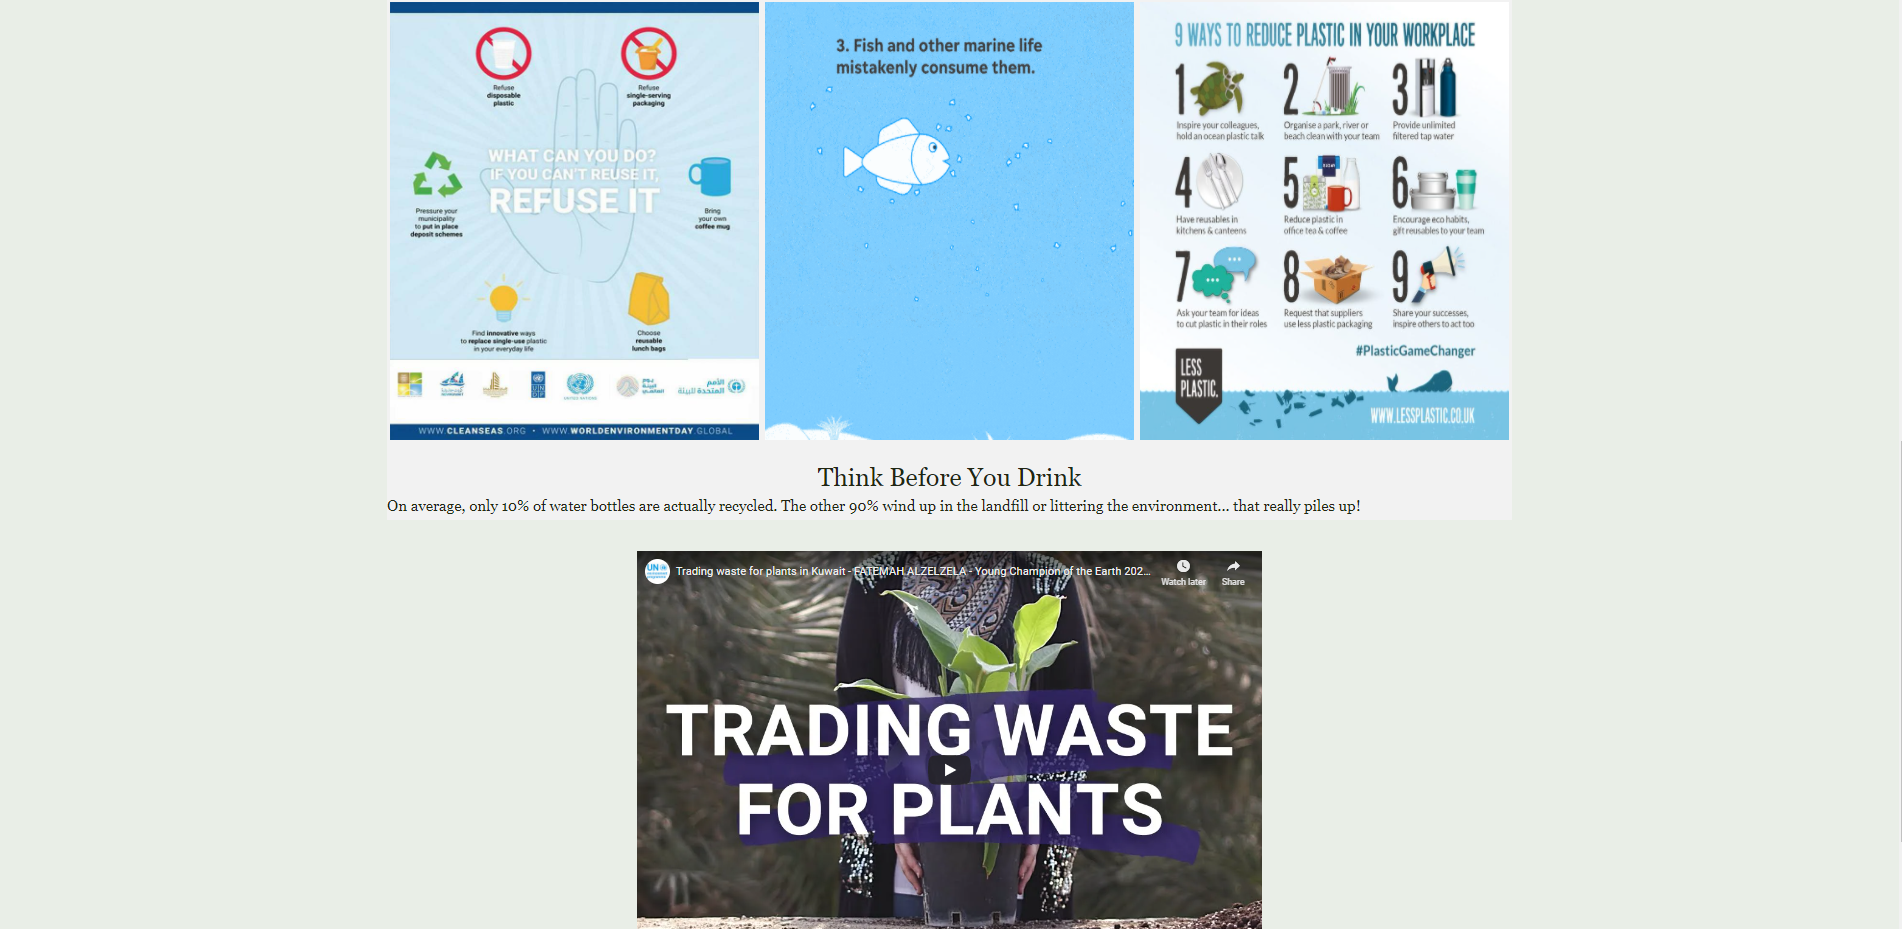 Refuse
disposable
plastic
Refuse
single-serving
packaging
WHAT CAN YOU DO?
IF YOU CAN'T REUSE IT,
REFUSE IT
Pressure your
municipality
to put in place
deposit schemes
Bring
your own
coffee mug
Find innovative ways
to replace single-use plastic
in your everyday life
Choose
reusable
lunch bags
UN
DP
UNITED NATIONS
يوم
البيئة
العالمي
الأمم
المتحدة للبيئة
WWW.CLEANSEAS.ORG • WWW.WORLDENVIRONMENTDAY.GLOBAL
3. Fish and other marine life
mistakenly consume them.
9 WAYS TO REDUCE PLASTIC IN YOUR WORKPLACE
1
Inspire your colleagues,
hold an ocean plastic talk
2
Organise a park, river or
beach clean with your team
3
Provide unlimited
filtered tap water
4
Have reusables in
kitchens & canteens
5
Reduce plastic in
office tea & coffee
6
Encourage eco habits,
gift reusables to your team
7
Ask your team for ideas
to cut plastic in their roles
8
Request that suppliers
use less plastic packaging
9
Share your successes,
inspire others to act too
#PlasticGameChanger
LESS
PLASTIC.
WWW.LESSPLASTIC.CO.UK
Think Before You Drink
On average, only 10% of water bottles are actually recycled. The other 90% wind up in the landfill or littering the environment... that really piles up!
UN
Trading waste for plants in Kuwait - FATEMAH ALZELZELA - Young Champion of the Earth 202...
Watch later
Share
TRADING WASTE
FOR PLANTS